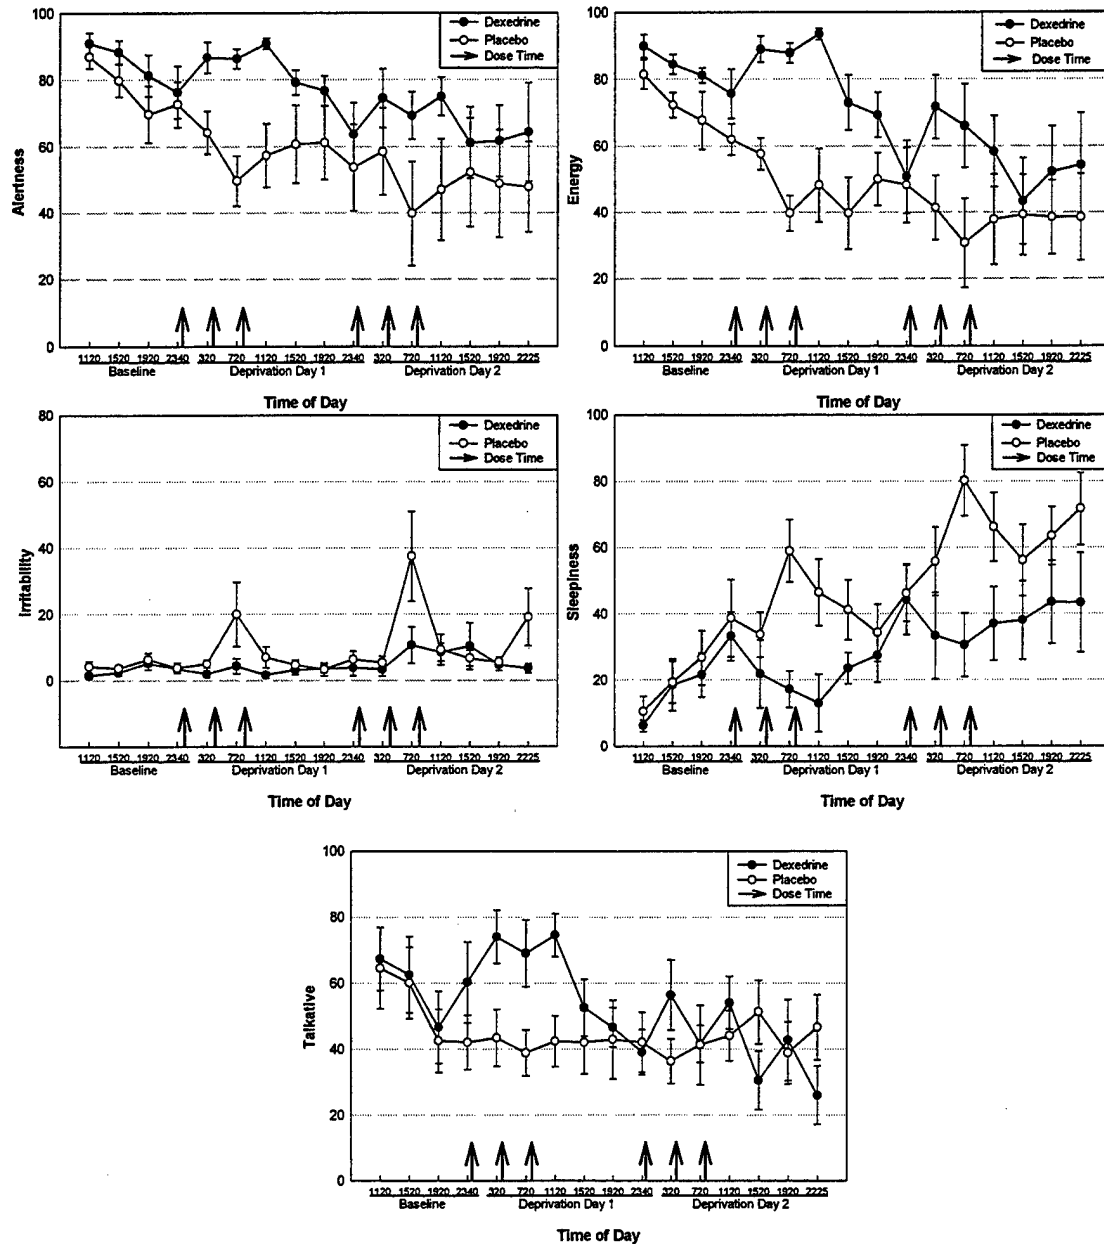 100
80
60
40
20
0
Alertness
Dexedrine
Placebo
Dose Time
1120 1520 1920 2340 320 720 1120 1520 1920 2340 320 720 1120 1520 1920 2225
Baseline Deprivation Day 1 Deprivation Day 2
Time of Day
100
80
60
40
20
0
Energy
Dexedrine
Placebo
Dose Time
1120 1520 1920 2340 320 720 1120 1520 1920 2340 320 720 1120 1520 1920 2225
Baseline Deprivation Day 1 Deprivation Day 2
Time of Day
80
60
40
20
0
Irritability
Dexedrine
Placebo
Dose Time
1120 1520 1920 2340 320 720 1120 1520 1920 2340 320 720 1120 1520 1920 2225
Baseline Deprivation Day 1 Deprivation Day 2
Time of Day
100
80
60
40
20
0
Sleepiness
Dexedrine
Placebo
Dose Time
1120 1520 1920 2340 320 720 1120 1520 1920 2340 320 720 1120 1520 1920 2225
Baseline Deprivation Day 1 Deprivation Day 2
Time of Day
100
80
60
40
20
0
Talkative
Dexedrine
Placebo
Dose Time
1120 1520 1920 2340 320 720 1120 1520 1920 2340 320 720 1120 1520 1920 2225
Baseline Deprivation Day 1 Deprivation Day 2
Time of Day